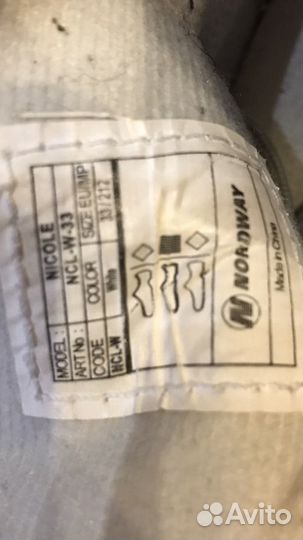 MODEL : NICOLE
ART No : NCL-W-33
CODE COLOR SIZE EU/MP
NCL-W White 33 / 212
NORDWAY
Made in China
Avito